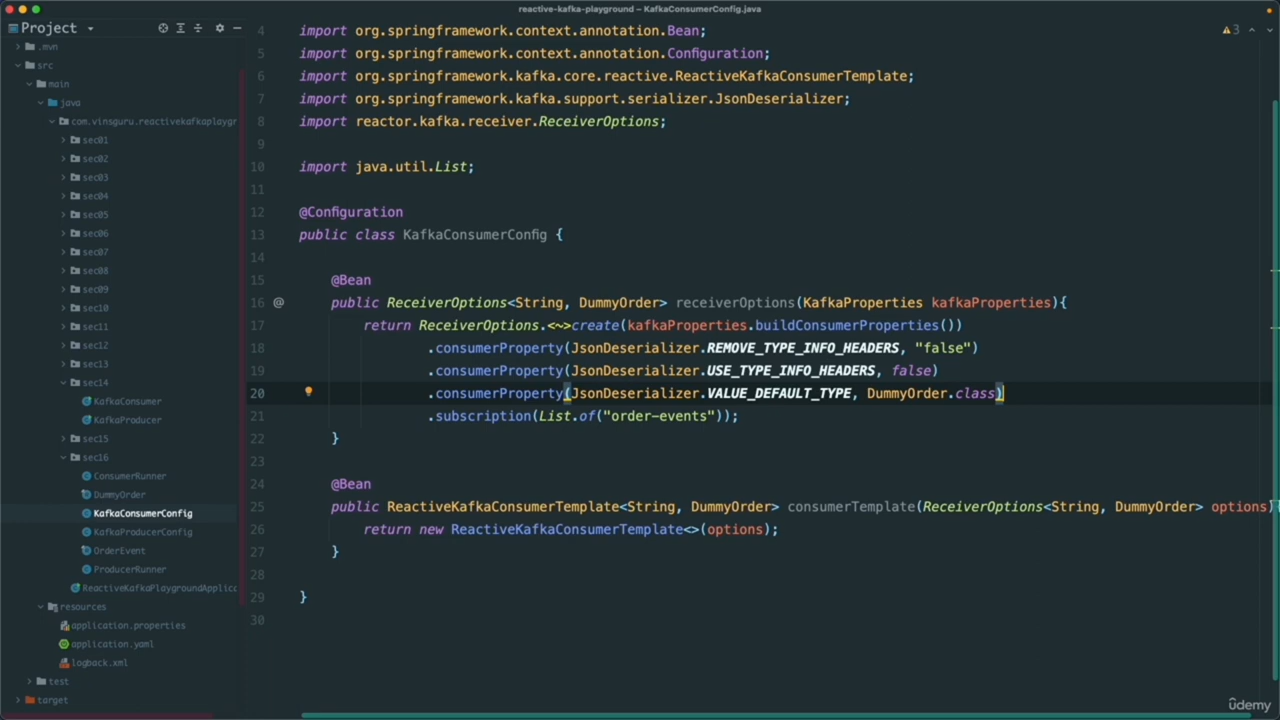 reactive-kafka-playground – KafkaConsumerConfig.java
Project
.mvn
src
main
java
com.vinsguru.reactivekafkaplaygr
sec01
sec02
sec03
sec04
sec05
sec06
sec07
sec08
sec09
sec10
sec11
sec12
sec13
sec14
KafkaConsumer
KafkaProducer
sec15
sec16
ConsumerRunner
DummyOrder
KafkaConsumerConfig
KafkaProducerConfig
OrderEvent
ProducerRunner
ReactiveKafkaPlaygroundApplica
resources
application.properties
application.yaml
logback.xml
test
target
3
4 import org.springframework.context.annotation.Bean;
5 import org.springframework.context.annotation.Configuration;
6 import org.springframework.kafka.core.reactive.ReactiveKafkaConsumerTemplate;
7 import org.springframework.kafka.support.serializer.JsonDeserializer;
8 import reactor.kafka.receiver.ReceiverOptions;
9
10 import java.util.List;
11
12 @Configuration
13 public class KafkaConsumerConfig {
14
15 @Bean
16 @ public ReceiverOptions<String, DummyOrder> receiverOptions(KafkaProperties kafkaProperties){
17 return ReceiverOptions.<~>create(kafkaProperties.buildConsumerProperties())
18 .consumerProperty(JsonDeserializer.REMOVE_TYPE_INFO_HEADERS, "false")
19 .consumerProperty(JsonDeserializer.USE_TYPE_INFO_HEADERS, false)
20 .consumerProperty(JsonDeserializer.VALUE_DEFAULT_TYPE, DummyOrder.class)
21 .subscription(List.of("order-events"));
22 }
23
24 @Bean
25 public ReactiveKafkaConsumerTemplate<String, DummyOrder> consumerTemplate(ReceiverOptions<String, DummyOrder> options)
26 return new ReactiveKafkaConsumerTemplate<>(options);
27 }
28
29 }
30
ûdemy